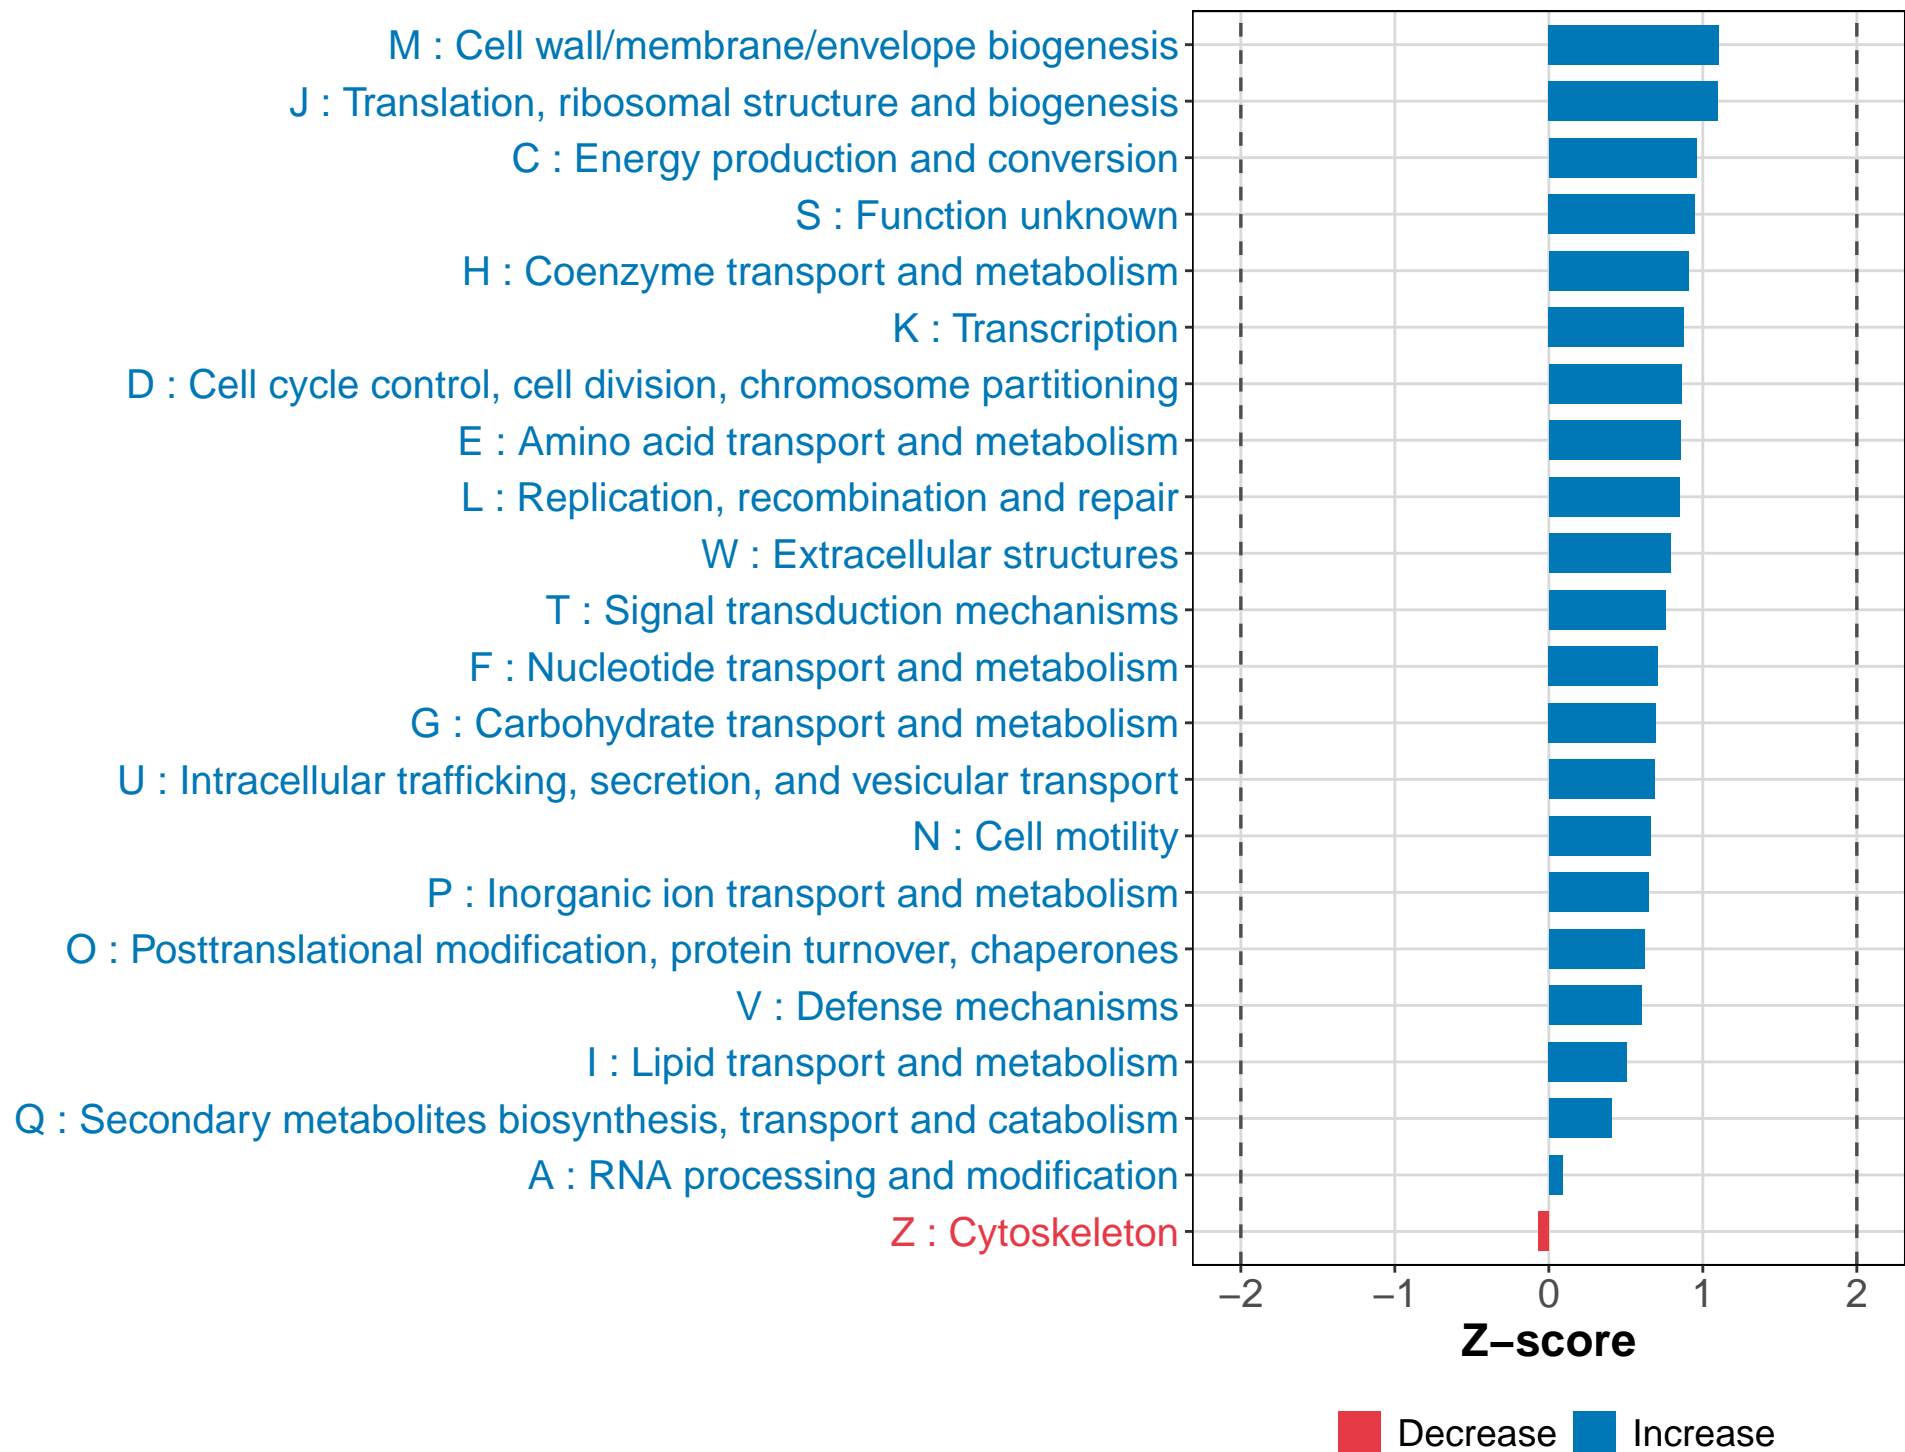 M : Cell wall/membrane/envelope biogenesis
J : Translation, ribosomal structure and biogenesis
C : Energy production and conversion
S : Function unknown
H : Coenzyme transport and metabolism
K : Transcription
D : Cell cycle control, cell division, chromosome partitioning
E : Amino acid transport and metabolism
L : Replication, recombination and repair
W : Extracellular structures
T : Signal transduction mechanisms
F : Nucleotide transport and metabolism
G : Carbohydrate transport and metabolism
U : Intracellular trafficking, secretion, and vesicular transport
N : Cell motility
P : Inorganic ion transport and metabolism
O : Posttranslational modification, protein turnover, chaperones
V : Defense mechanisms
I : Lipid transport and metabolism
Q : Secondary metabolites biosynthesis, transport and catabolism
A : RNA processing and modification
Z : Cytoskeleton
−2 −1 0 1 2
Z−score
Decrease Increase